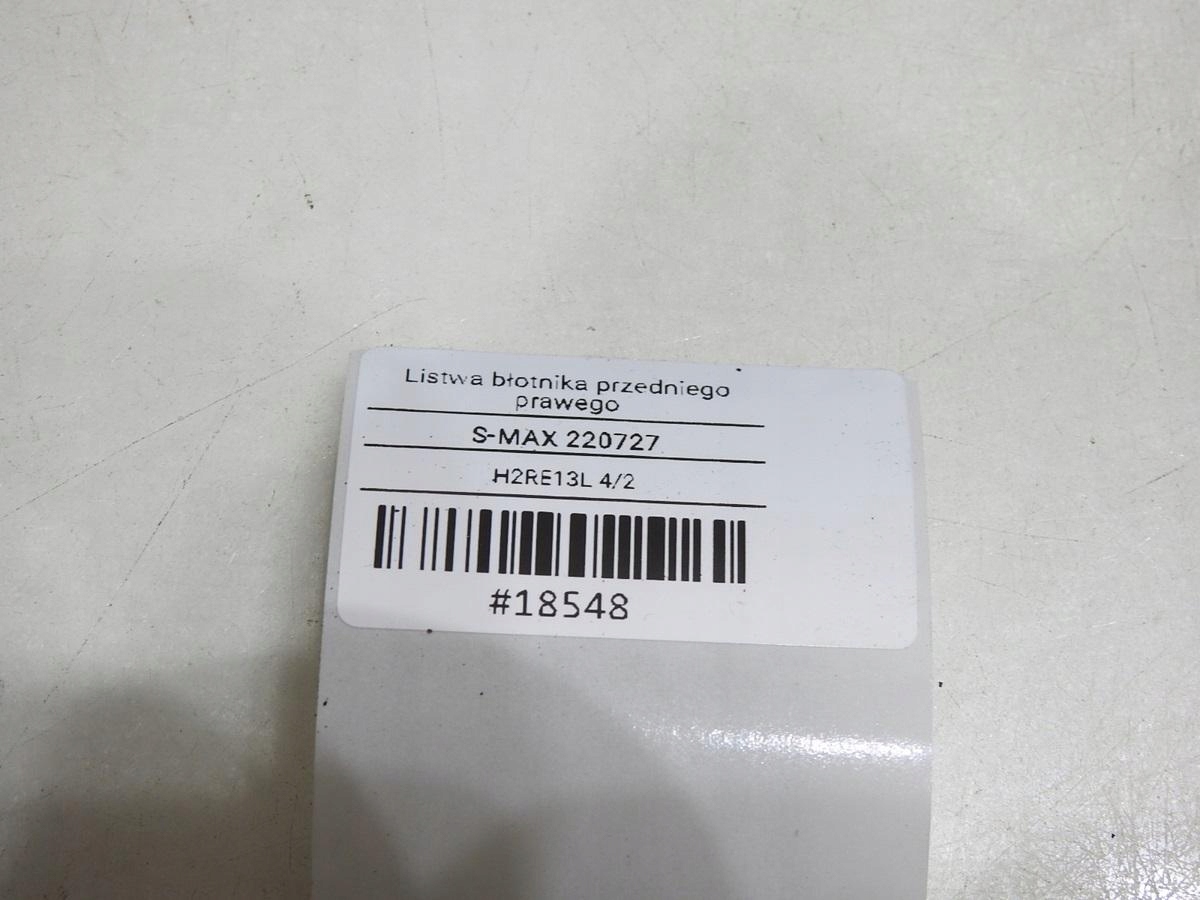 Listwa błotnika przedniego
prawego
S-MAX 220727
H2RE13L 4/2
#18548